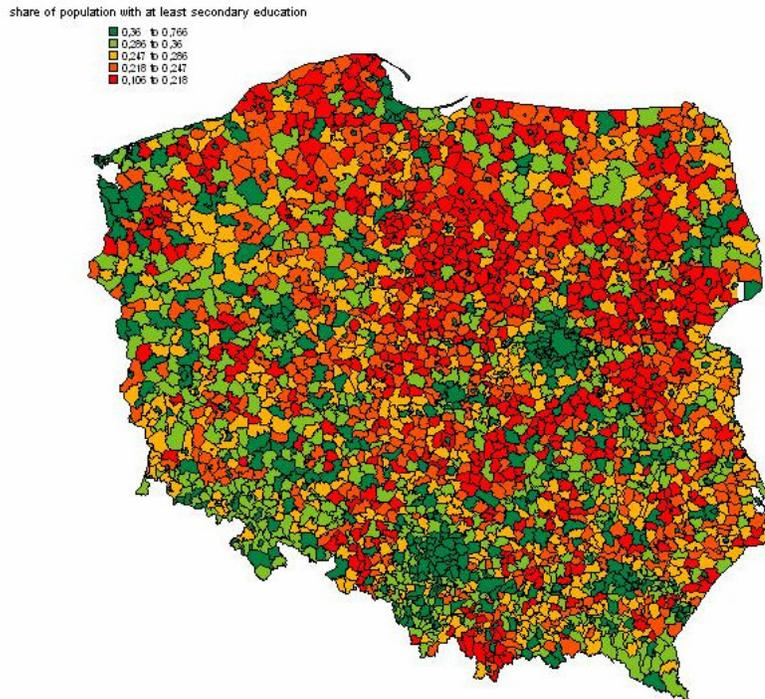 share of population with at least secondary education
0,36 to 0,766
0,286 to 0,36
0,247 to 0,286
0,218 to 0,247
0,106 to 0,218